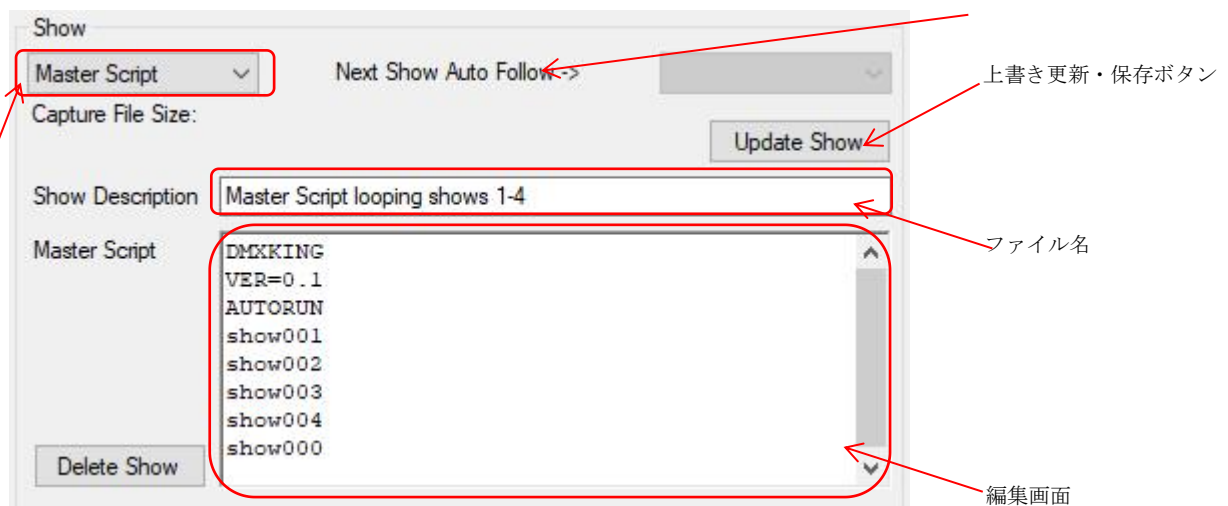 Show
Master Script
Next Show Auto Follow ->
上書き更新・保存ボタン
Capture File Size:
Update Show
Show Description
Master Script looping shows 1-4
ファイル名
Master Script
DMXKING
VER=0.1
AUTORUN
show001
show002
show003
show004
show000
Delete Show
編集画面